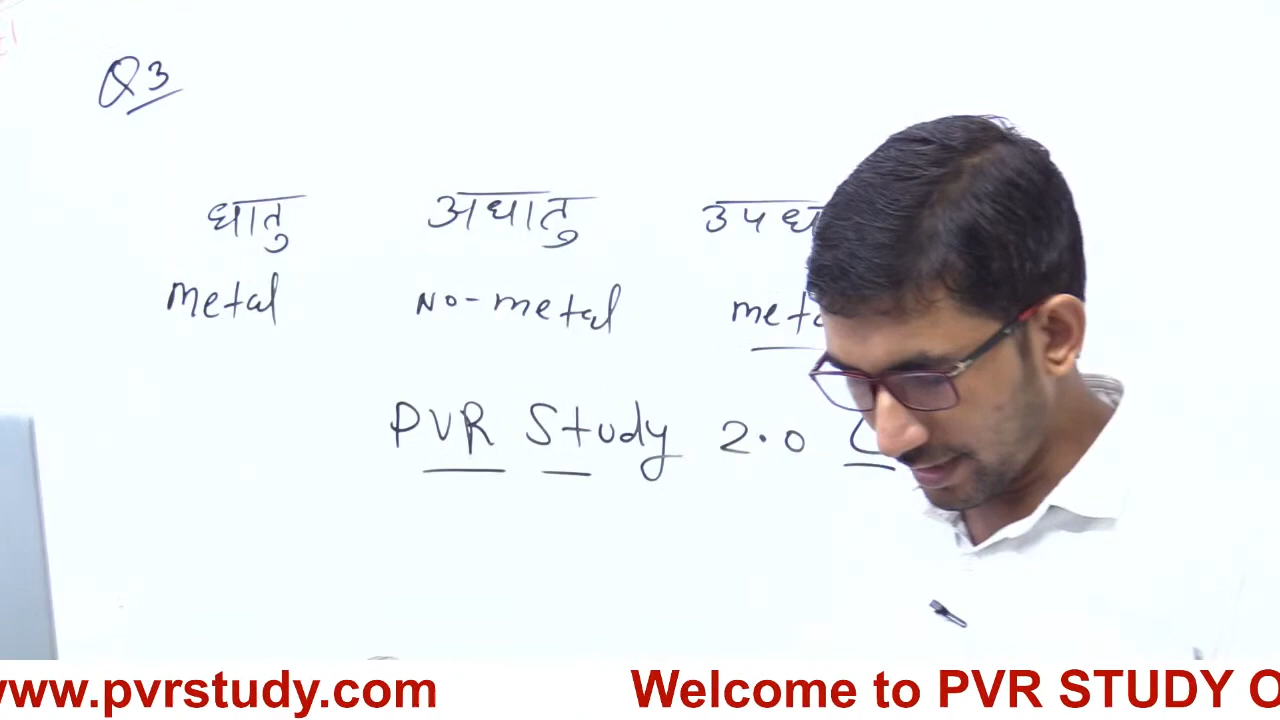 Q3
धातु अधातु
metal No-metal
PVR Study 2.0
www.pvrstudy.com Welcome to PVR STUDY